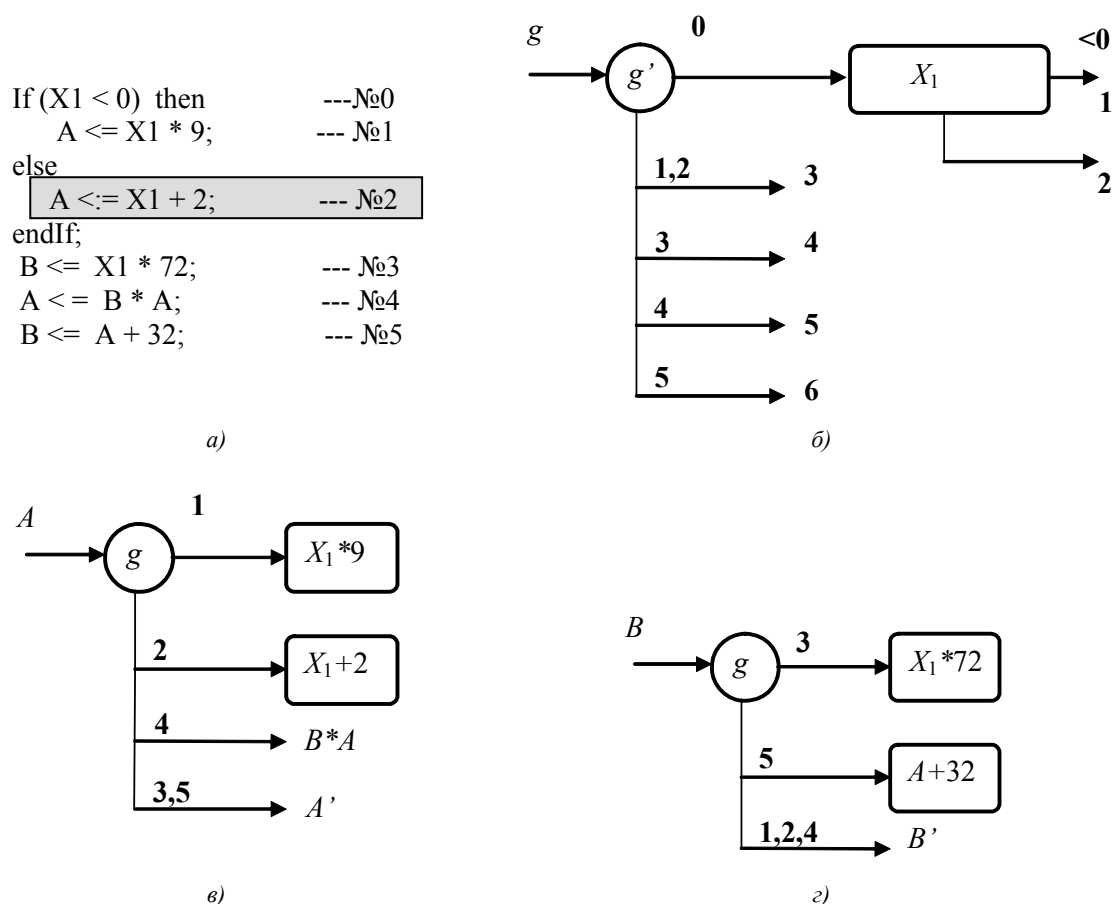 If (X1 < 0) then ---№0
A <= X1 * 9; --- №1
else
A <:= X1 + 2; --- №2
endIf;
B <= X1 * 72; --- №3
A < = B * A; --- №4
B <= A + 32; --- №5
а)
g
g’
0
X1
<0
1
2
1,2
3
3
4
4
5
5
6
б)
A
g
1
X1*9
2
X1+2
4
B*A
3,5
A’
в)
B
g
3
X1*72
5
A+32
1,2,4
B’
г)